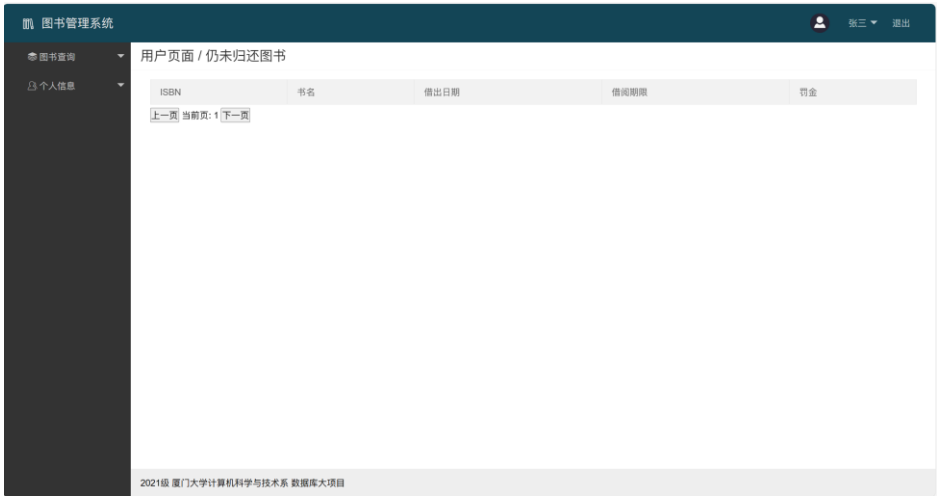 图书管理系统
张三 退出
图书查询
个人信息
用户页面 / 仍未归还图书
ISBN 书名 借出日期 借阅期限 罚金
上一页 当前页: 1 下一页
2021级 厦门大学计算机科学与技术系 数据库大项目